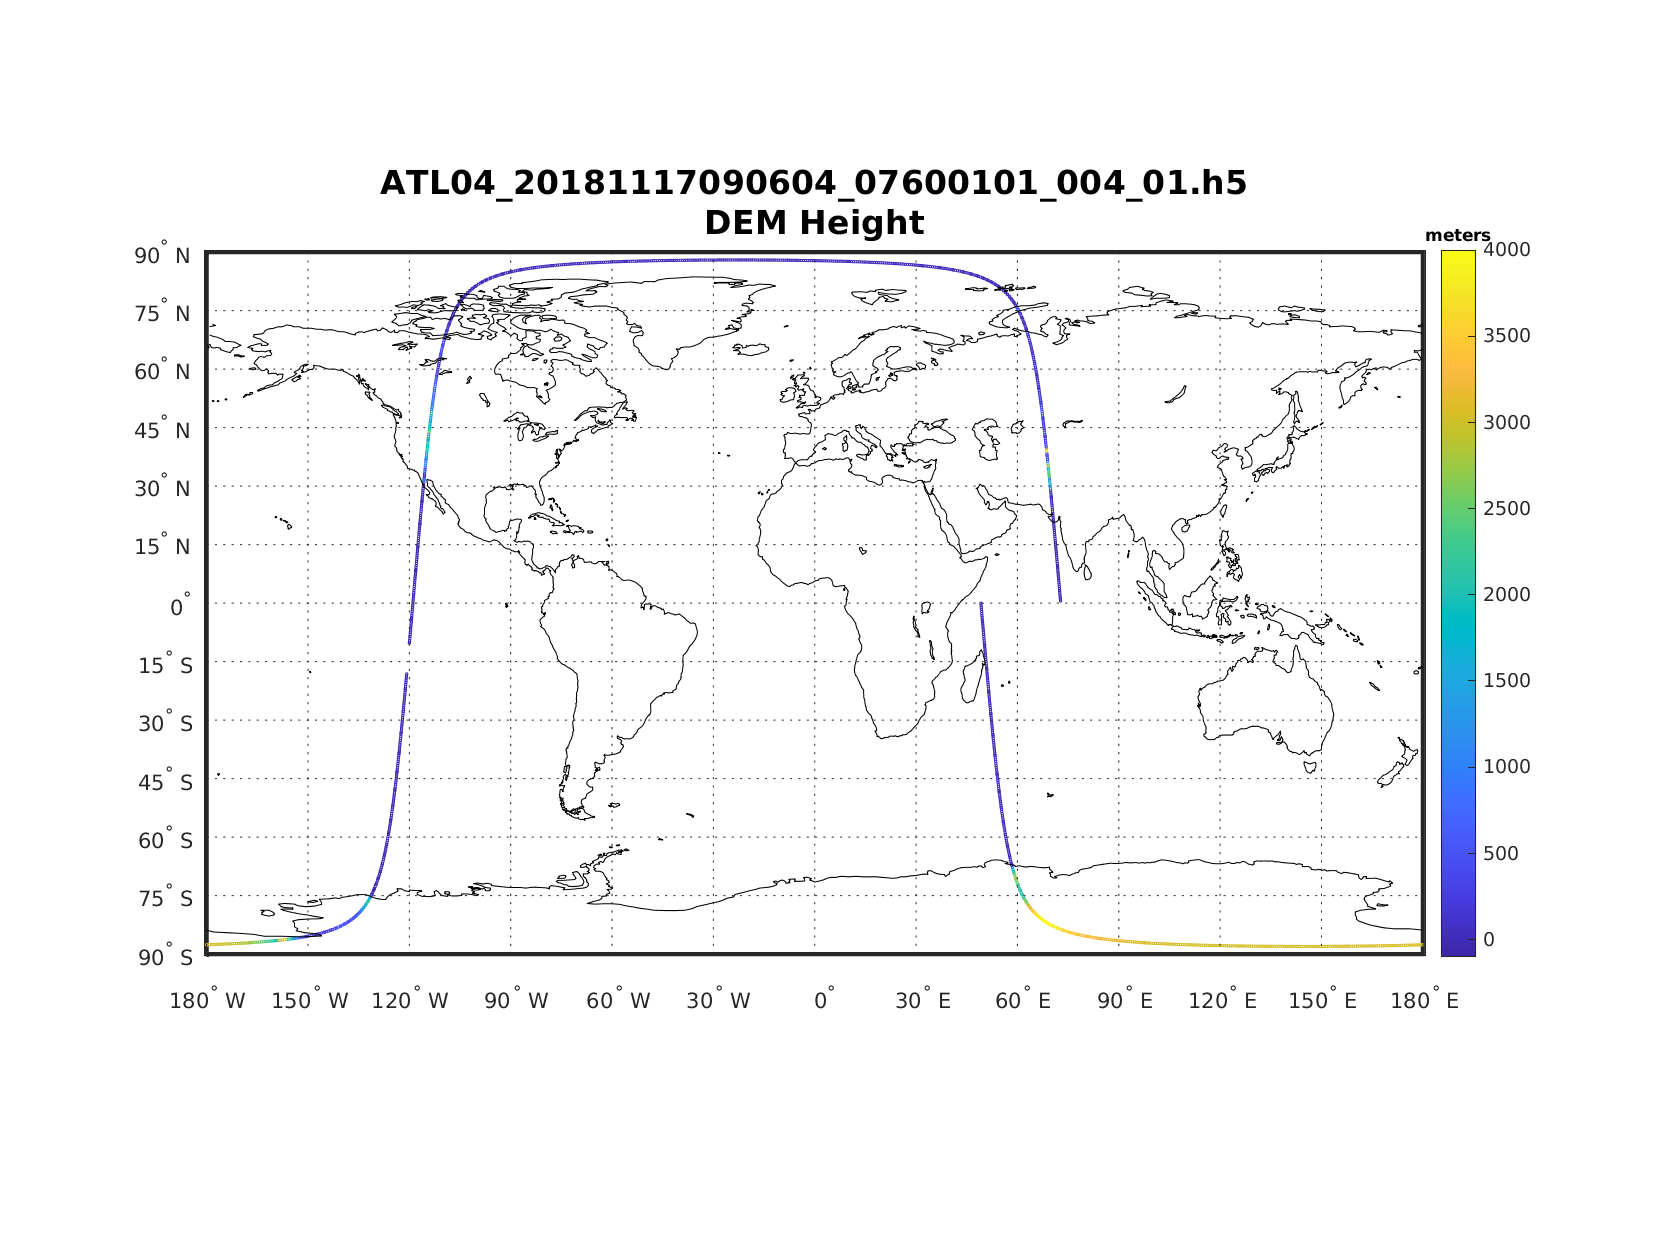 ATL04_20181117090604_07600101_004_01.h5
DEM Height
meters
90° N
75° N
60° N
45° N
30° N
15° N
0°
15° S
30° S
45° S
60° S
75° S
90° S
180° W 150° W 120° W 90° W 60° W 30° W 0° 30° E 60° E 90° E 120° E 150° E 180° E
4000
3500
3000
2500
2000
1500
1000
500
0